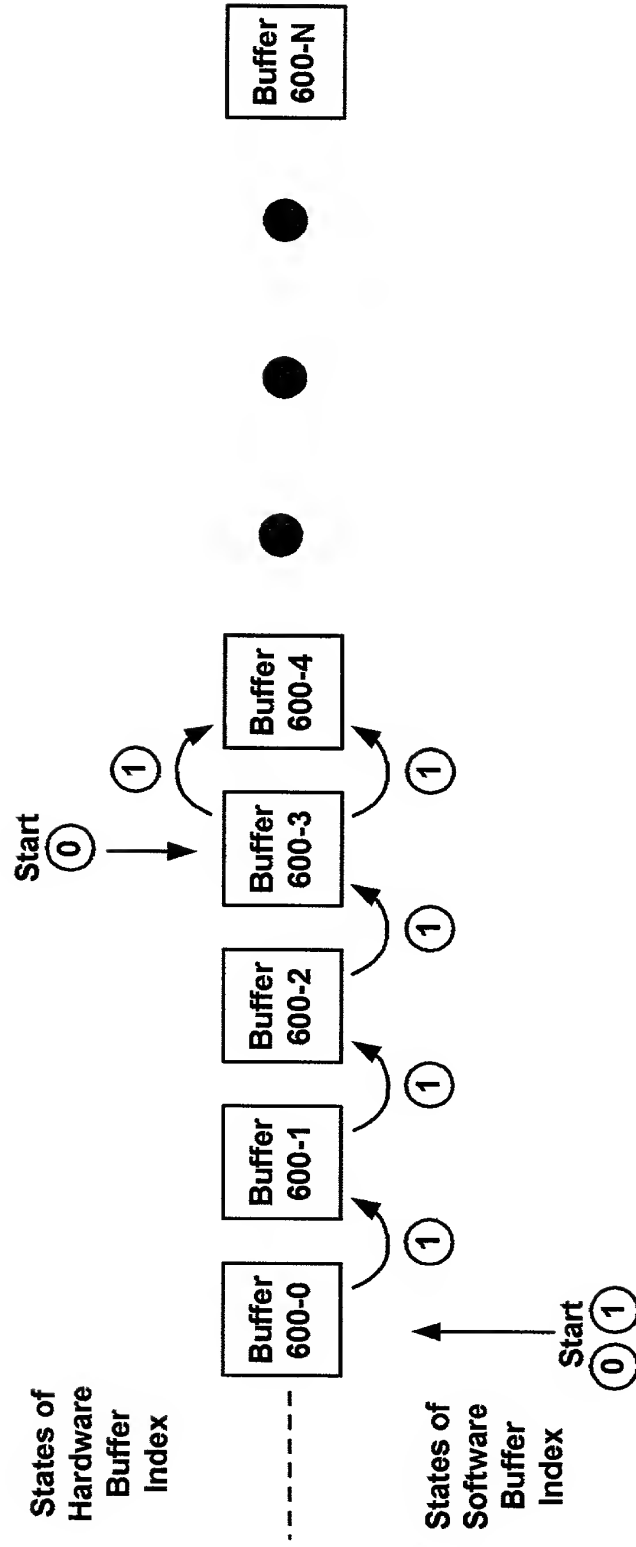 States of
Hardware
Buffer
Index
Start
0
1
Buffer
600-0
Buffer
600-1
Buffer
600-2
Buffer
600-3
Buffer
600-4
Buffer
600-N
1
1
1
1
States of
Software
Buffer
Index
Start
0 1